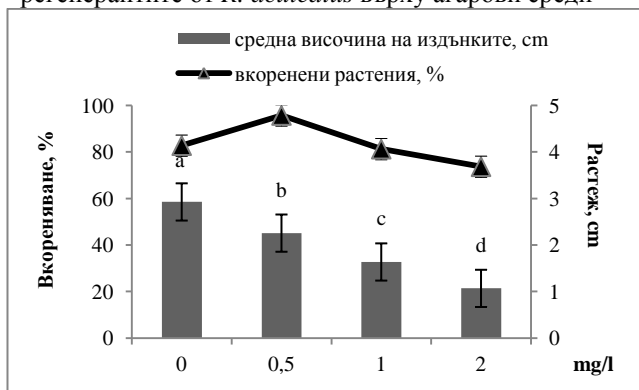 регенерантите от R. aculeatus върху агарови среди
средна височина на издънките, cm
вкоренени растения, %
100
80
60
40
20
0
Вкореняване, %
a
b
c
d
5
4
3
2
1
0
Растеж, cm
0 0,5 1 2 mg/l